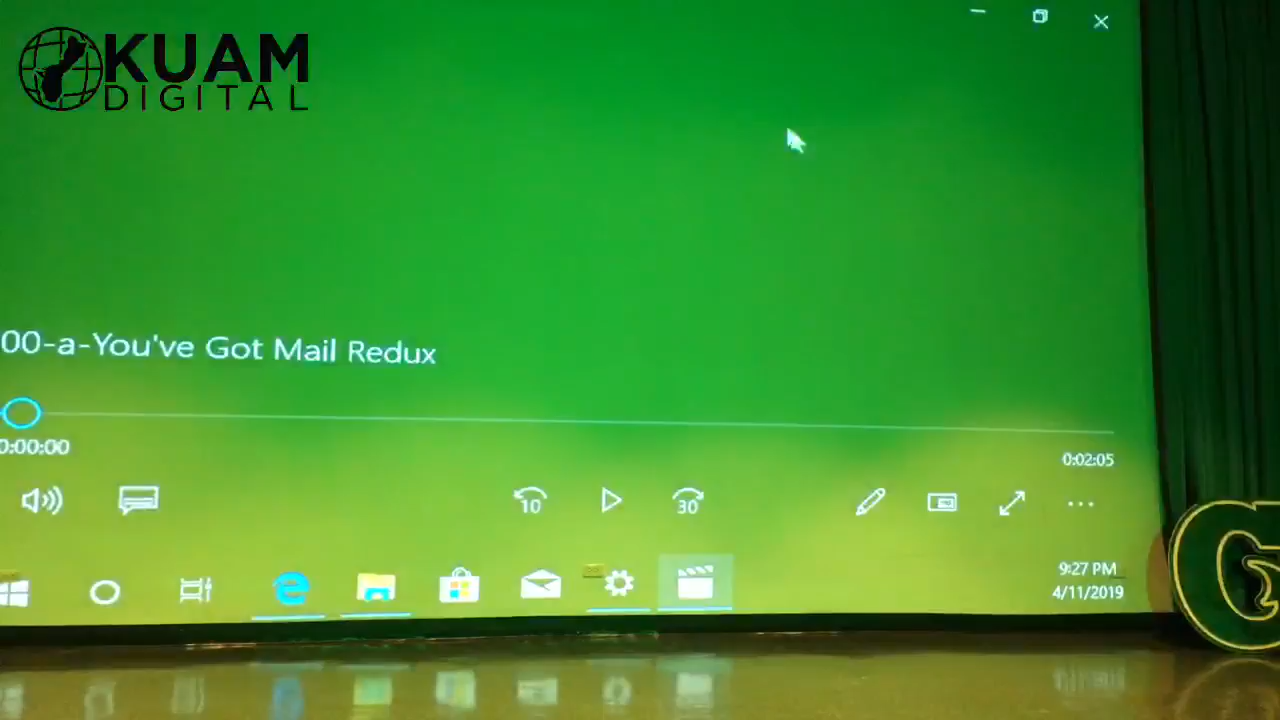 KUAM
DIGITAL
00-a-You've Got Mail Redux
0:00:00
0:02:05
10
30
9:27 PM
4/11/2019
G